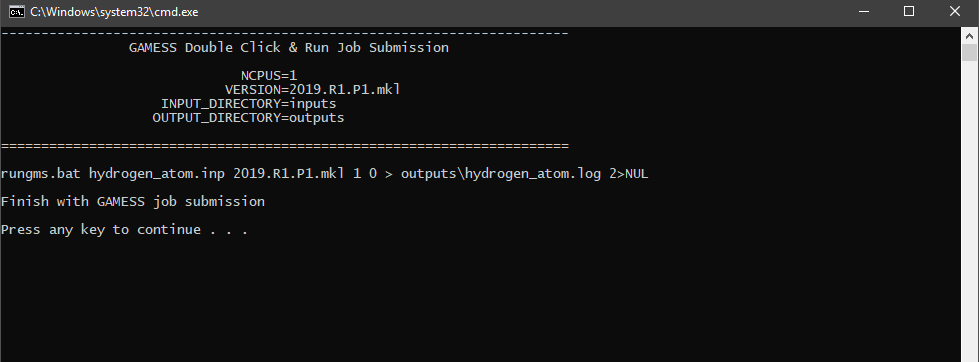 C:\Windows\system32\cmd.exe
-----------------------------------------------------------------------
GAMESS Double Click & Run Job Submission
NCPUS=1
VERSION=2019.R1.P1.mkl
INPUT_DIRECTORY=inputs
OUTPUT_DIRECTORY=outputs
=======================================================================
rungms.bat hydrogen_atom.inp 2019.R1.P1.mkl 1 0 > outputs\hydrogen_atom.log 2>NUL
Finish with GAMESS job submission
Press any key to continue . . .